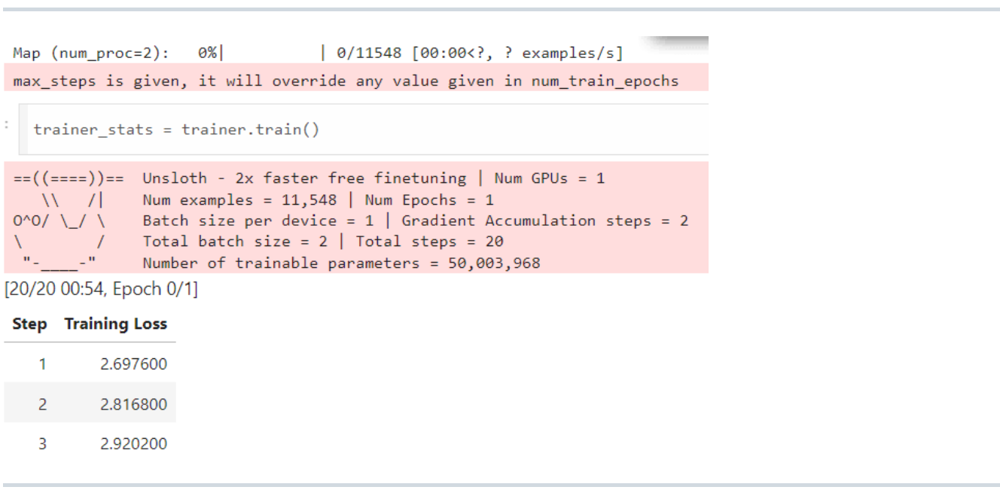 Map (num_proc=2):   0%|          | 0/11548 [00:00<?, ? examples/s]
max_steps is given, it will override any value given in num_train_epochs
:
trainer_stats = trainer.train()
==((====))==  Unsloth - 2x faster free finetuning | Num GPUs = 1
   \\   /|    Num examples = 11,548 | Num Epochs = 1
O^O/ \_/ \    Batch size per device = 1 | Gradient Accumulation steps = 2
\        /    Total batch size = 2 | Total steps = 20
 "-____-"     Number of trainable parameters = 50,003,968
[20/20 00:54, Epoch 0/1]
Step Training Loss
1 2.697600
2 2.816800
3 2.920200